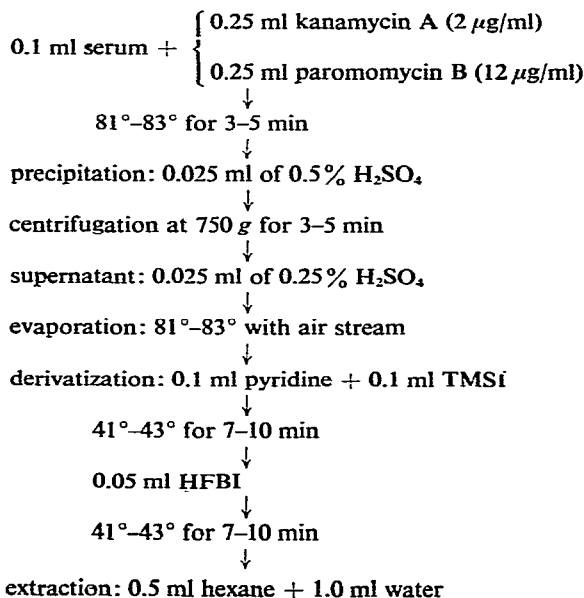 0.1 ml serum + { 0.25 ml kanamycin A (2 μg/ml)
0.25 ml paromomycin B (12 μg/ml)
↓
81°–83° for 3–5 min
↓
precipitation: 0.025 ml of 0.5% H₂SO₄
↓
centrifugation at 750 g for 3–5 min
↓
supernatant: 0.025 ml of 0.25% H₂SO₄
↓
evaporation: 81°–83° with air stream
↓
derivatization: 0.1 ml pyridine + 0.1 ml TMSi
↓
41°–43° for 7–10 min
↓
0.05 ml HFBI
↓
41°–43° for 7–10 min
↓
extraction: 0.5 ml hexane + 1.0 ml water